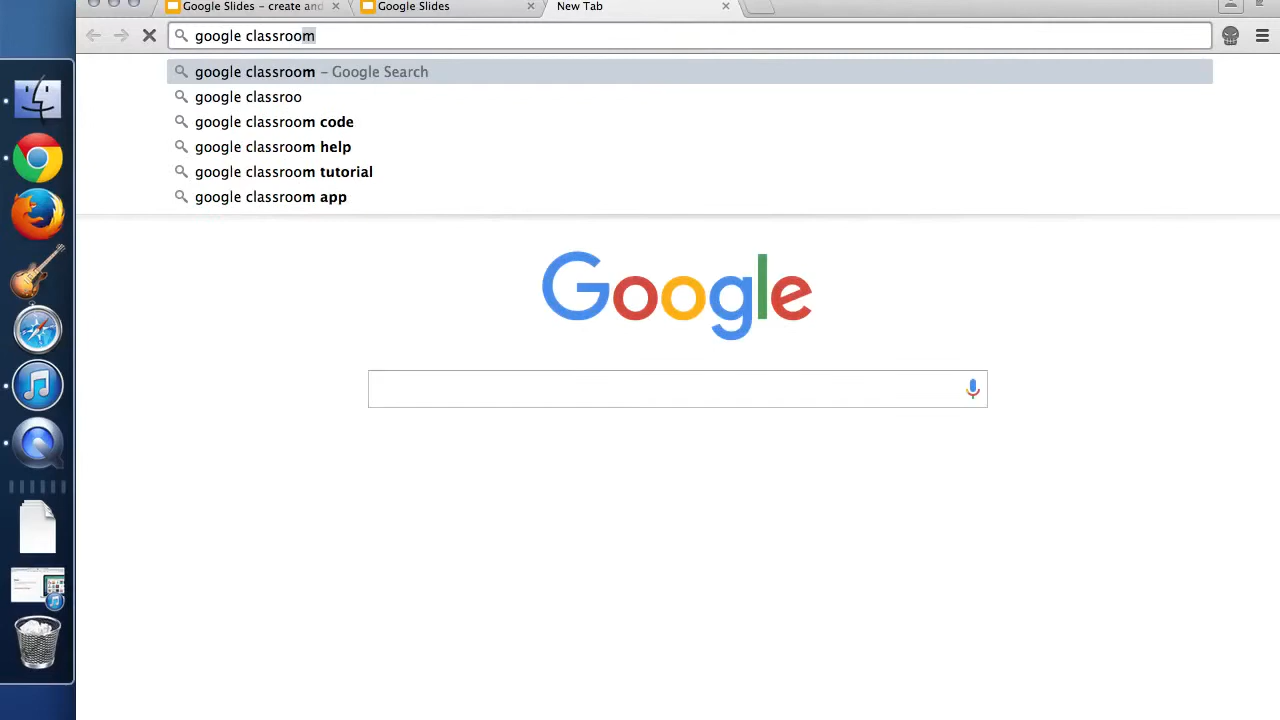 Google Slides - create and
Google Slides
New Tab
google classroom
google classroom – Google Search
google classroo
google classroom code
google classroom help
google classroom tutorial
google classroom app
Google